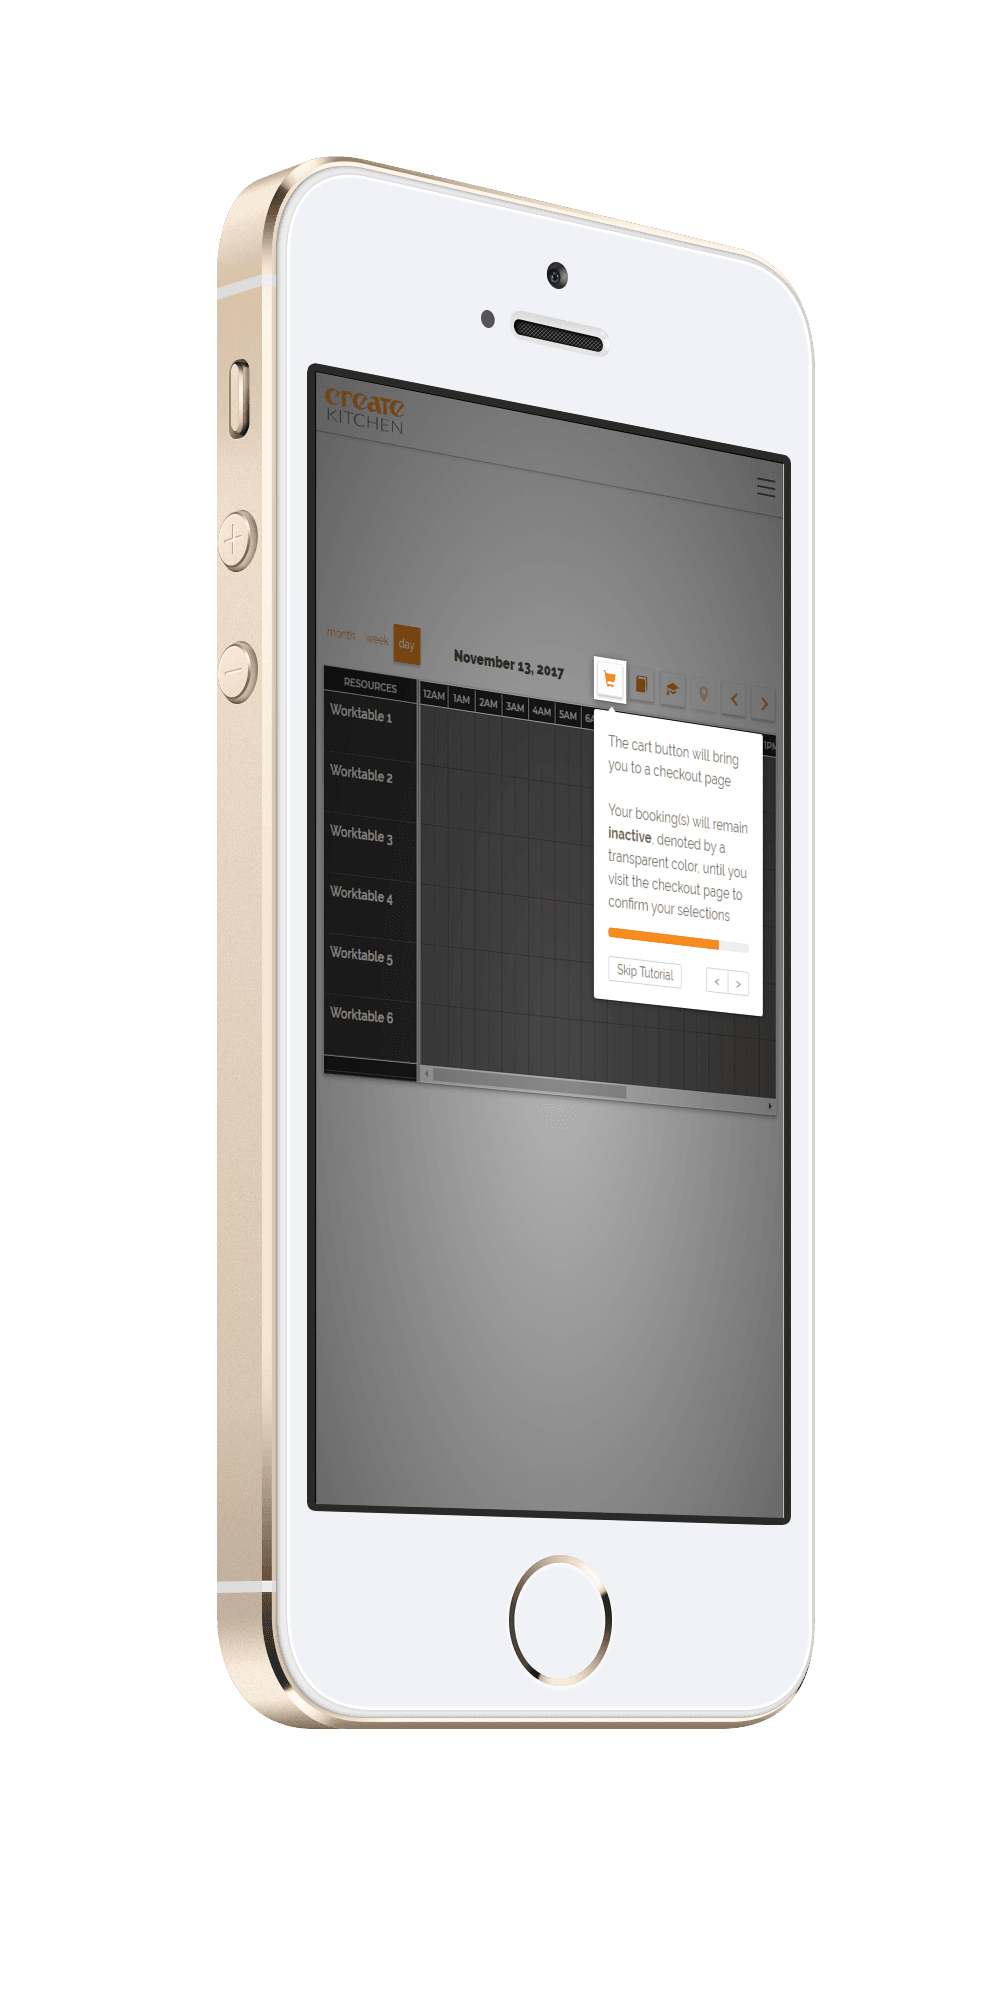 create
KITCHEN
month week day
November 13, 2017
RESOURCES
12AM 1AM 2AM 3AM 4AM 5AM
Worktable 1
Worktable 2
Worktable 3
Worktable 4
Worktable 5
Worktable 6
The cart button will bring
you to a checkout page
Your booking(s) will remain
inactive, denoted by a
transparent color, until you
visit the checkout page to
confirm your selections
Skip Tutorial < >